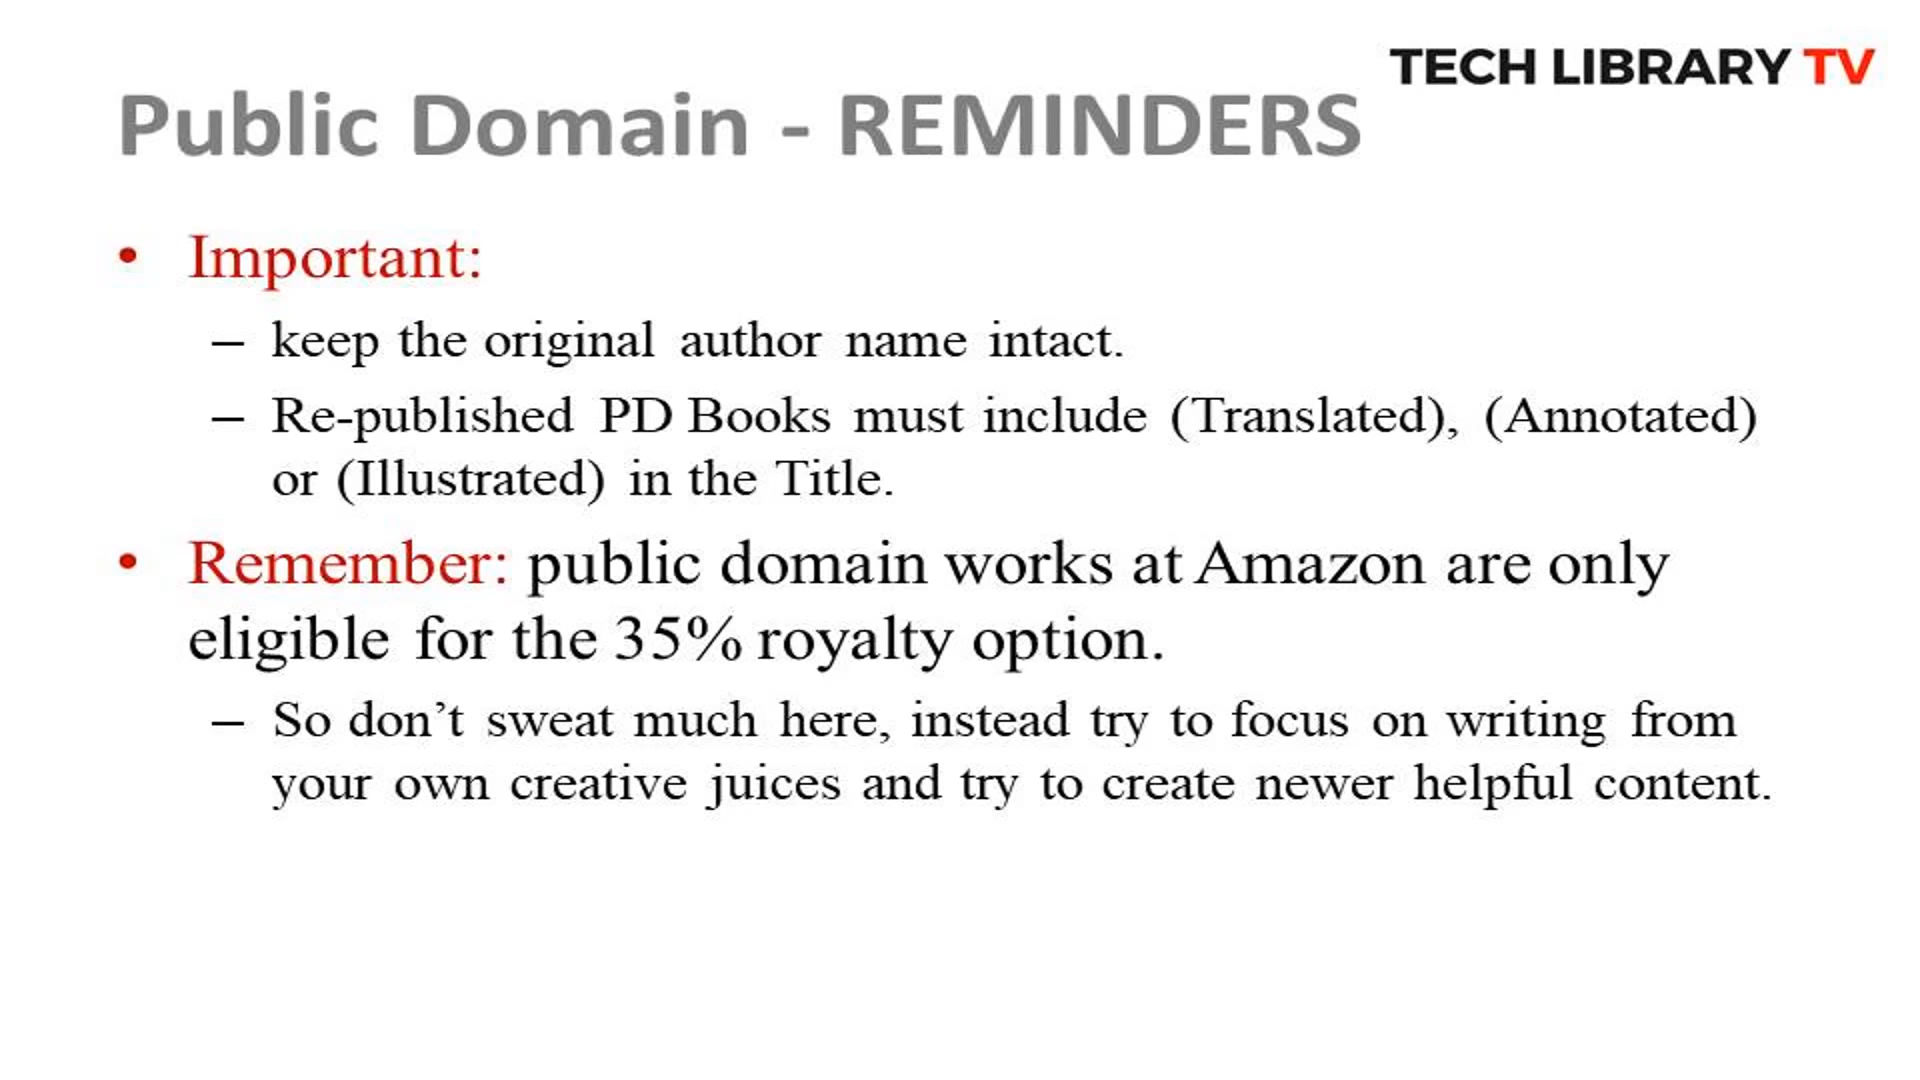 TECH LIBRARY TV
Public Domain - REMINDERS
• Important:
– keep the original author name intact.
– Re-published PD Books must include (Translated), (Annotated)
or (Illustrated) in the Title.
• Remember: public domain works at Amazon are only
eligible for the 35% royalty option.
– So don’t sweat much here, instead try to focus on writing from
your own creative juices and try to create newer helpful content.